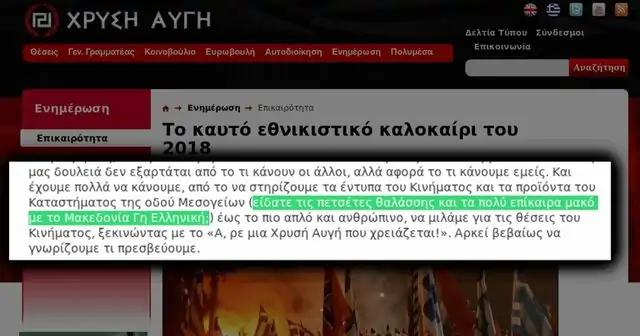 ΧΡΥΣΗ ΑΥΓΗ
Δελτία Τύπου Σύνδεσμοι
Επικοινωνία
Θέσεις Γεν. Γραμματέας Κοινοβούλιο Ευρωβουλή Αυτοδιοίκηση Ενημέρωση Πολυμέσα
Αναζήτηση
Ενημέρωση
Επικαιρότητα
Ενημέρωση Επικαιρότητα
Το καυτό εθνικιστικό καλοκαίρι του
2018
μας δουλειά δεν εξαρτάται από το τι κάνουν οι άλλοι, αλλά αφορά το τι κάνουμε εμείς. Και
έχουμε πολλά να κάνουμε, από το να στηρίζουμε τα έντυπα του Κινήματος και τα προϊόντα του
Καταστήματος της οδού Μεσογείων (είδατε τις πετσέτες θαλάσσης και τα πολύ επίκαιρα μακό
με το Μακεδονία Γη Ελληνική;) έως το πιο απλό και ανθρώπινο, να μιλάμε για τις θέσεις του
Κινήματος, ξεκινώντας με το «Α, ρε μια Χρυσή Αυγή που χρειάζεται!». Αρκεί βεβαίως να
γνωρίζουμε τι πρεσβεύουμε.